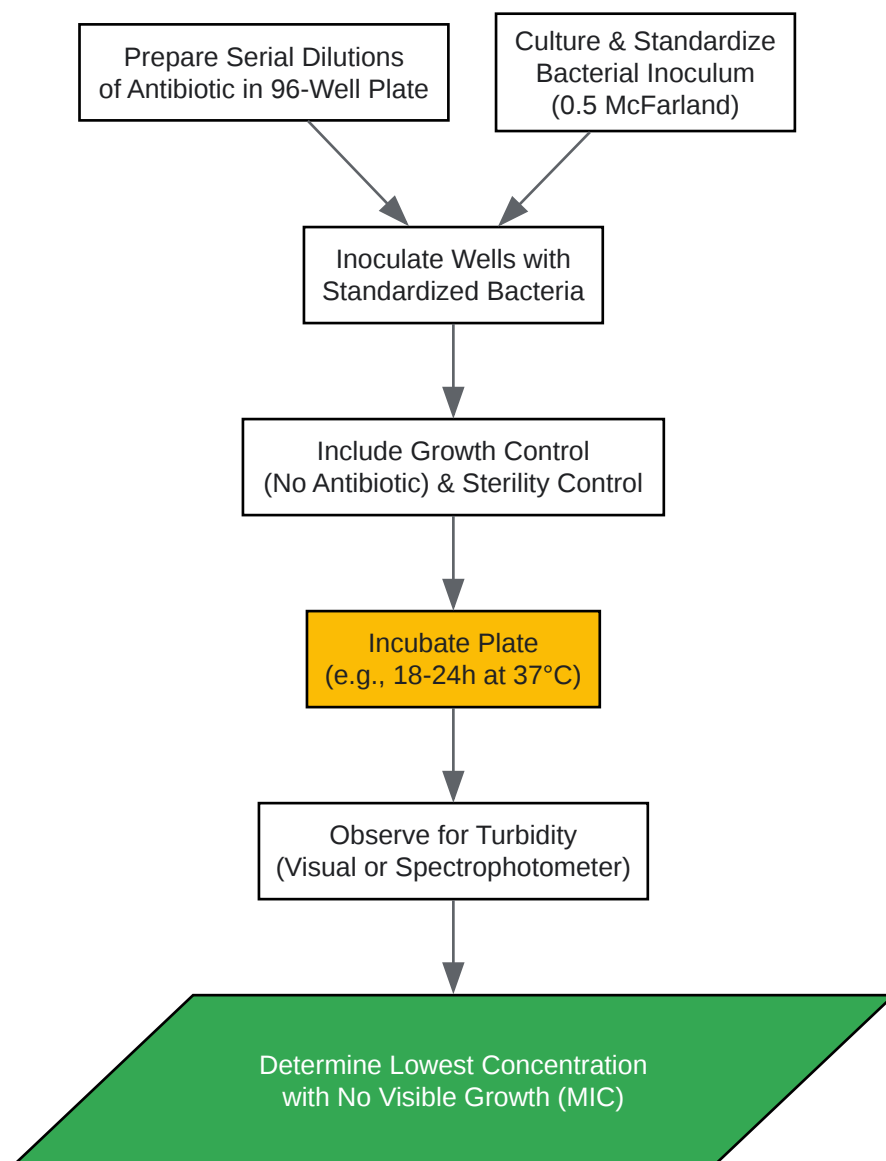 Prepare Serial Dilutions
of Antibiotic in 96-Well Plate
Culture & Standardize
Bacterial Inoculum
(0.5 McFarland)
Inoculate Wells with
Standardized Bacteria
Include Growth Control
(No Antibiotic) & Sterility Control
Incubate Plate
(e.g., 18-24h at 37°C)
Observe for Turbidity
(Visual or Spectrophotometer)
Determine Lowest Concentration
with No Visible Growth (MIC)